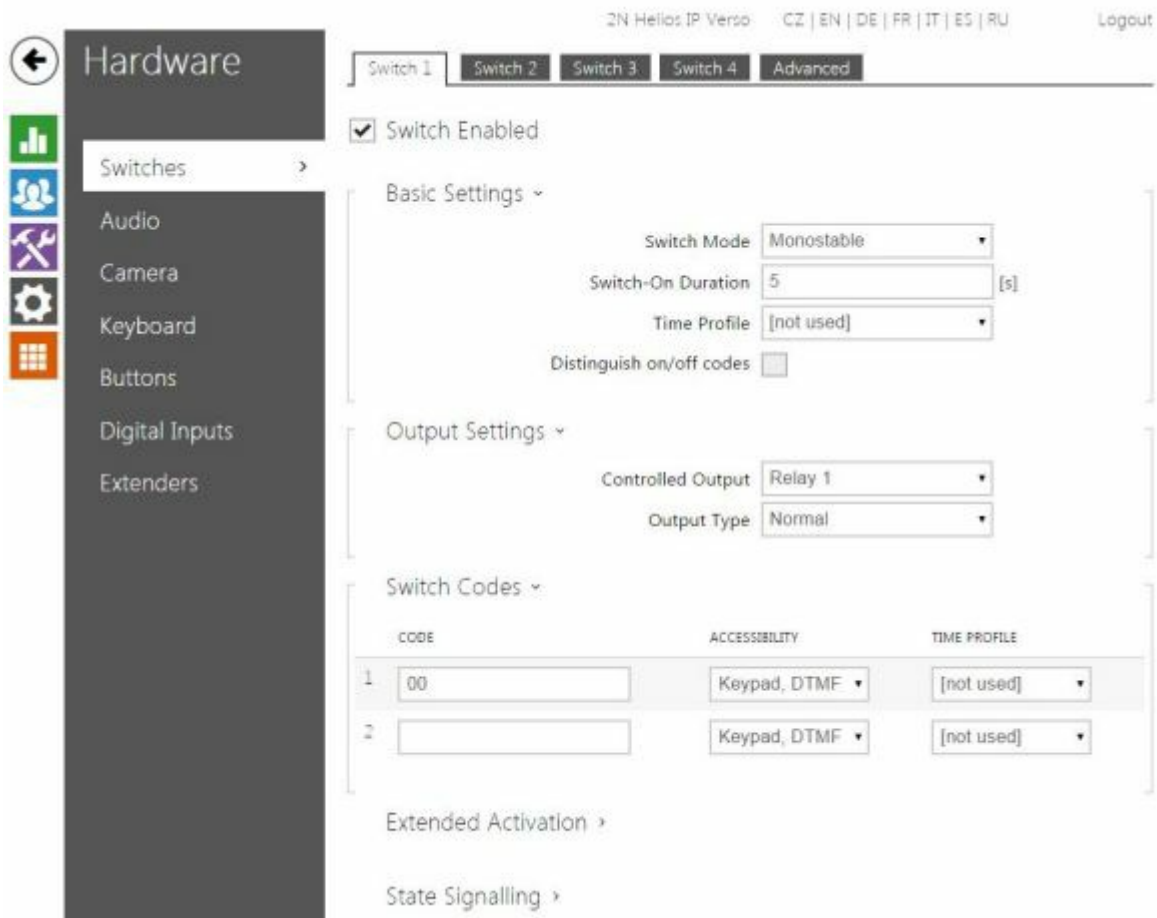 2N Helios IP Verso CZ | EN | DE | FR | IT | ES | RU Logout
Hardware
Switch 1 Switch 2 Switch 3 Switch 4 Advanced
Switch Enabled
Switches ›
Basic Settings
Audio
Switch Mode Monostable
Camera
Switch-On Duration 5 [s]
Keyboard
Time Profile [not used]
Distinguish on/off codes
Buttons
Digital Inputs
Output Settings
Extenders
Controlled Output Relay 1
Output Type Normal
Switch Codes
CODE ACCESSIBILITY TIME PROFILE
1 00 Keypad, DTMF [not used]
2 Keypad, DTMF [not used]
Extended Activation ›
State Signalling ›